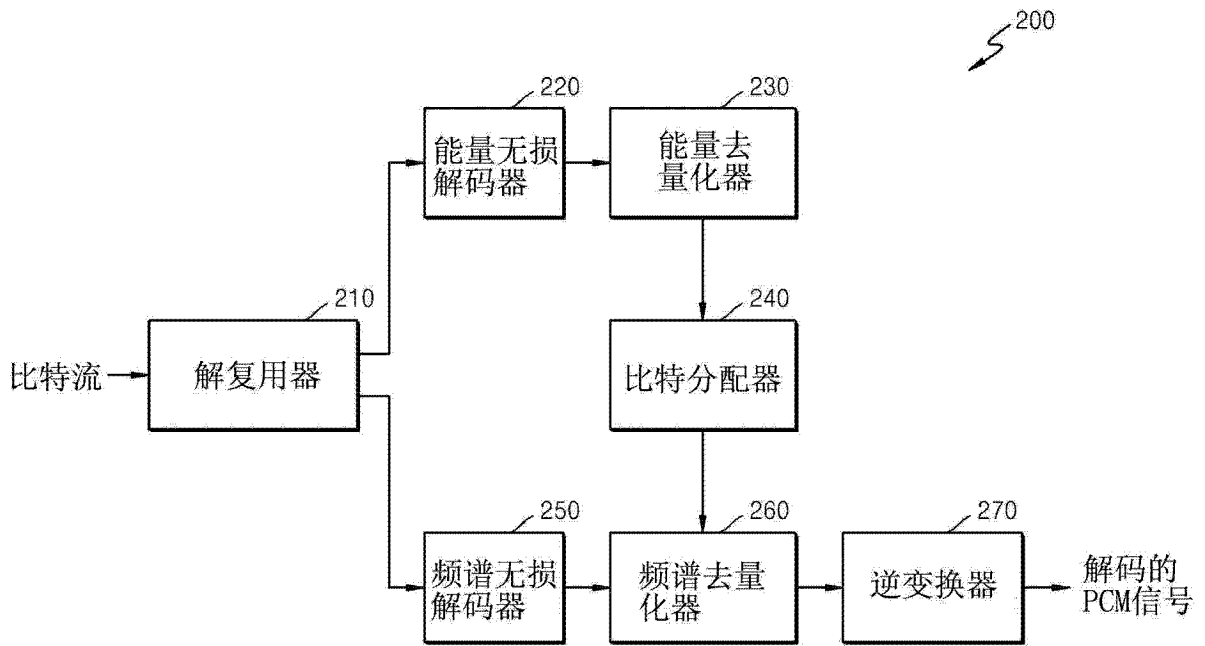 200
220
230
能量无损
解码器
能量去
量化器
210
240
比特流
解复用器
比特分配器
250
260
270
频谱无损
解码器
频谱去量
化器
逆变换器
解码的
PCM信号